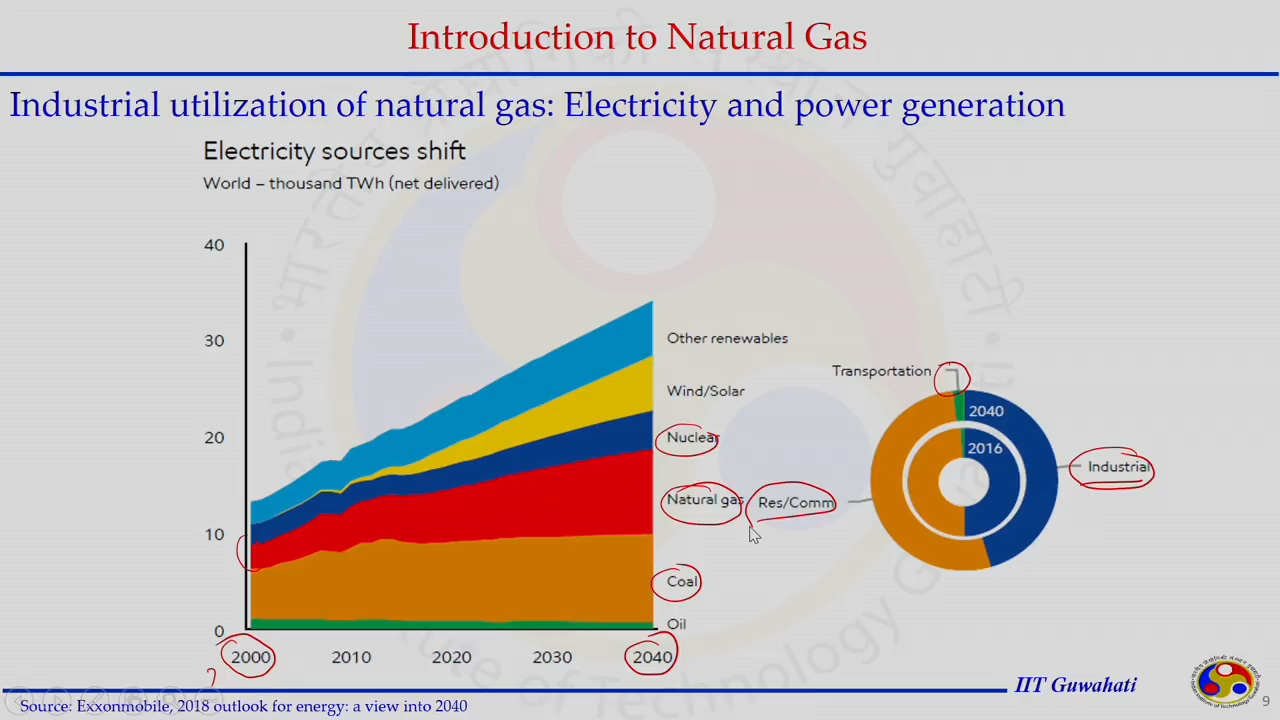 Introduction to Natural Gas
Industrial utilization of natural gas: Electricity and power generation
Electricity sources shift
World – thousand TWh (net delivered)
40
30
20
10
0
2000
2010
2020
2030
2040
Other renewables
Wind/Solar
Nuclear
Natural gas
Coal
Oil
Transportation
2040
2016
Industrial
Res/Comm
IIT Guwahati
Source: Exxonmobile, 2018 outlook for energy: a view into 2040
9